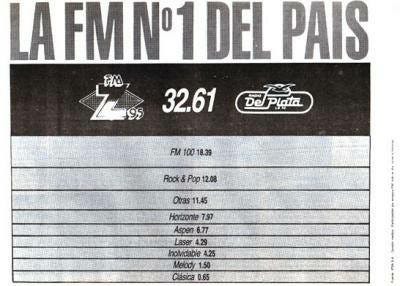 LA FM Nº1 DEL PAIS
FM Z 95
32.61
Del Plata
FM 100 18.39
Rock & Pop 12.08
Otras 11.45
Horizonte 7.97
Aspen 6.77
Laser 4.29
Inolvidable 4.25
Melody 1.50
Clásica 0.65